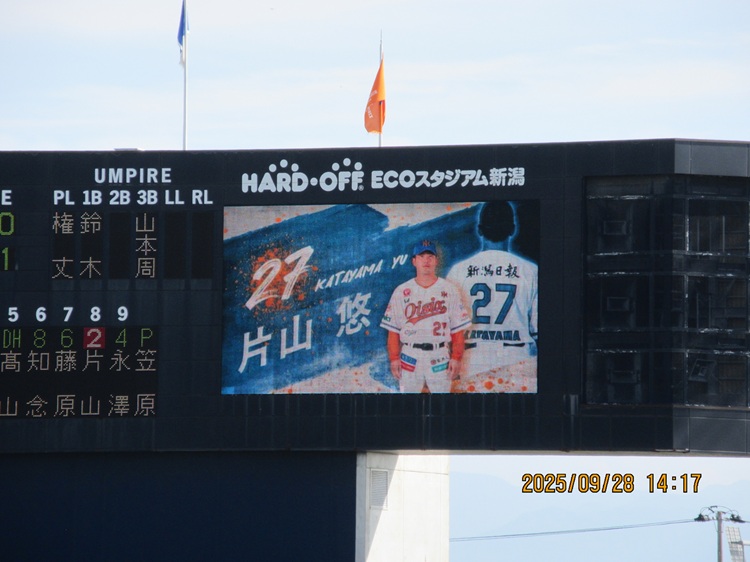 HARD・OFF ECOスタジアム新潟
UMPIRE
E PL 1B 2B 3B LL RL
0 権 鈴 山
本
1 丈 木 周
5 6 7 8 9
DH 8 6 2 4 P
髙 知 藤 片 永 笠
山 念 原 山 澤 原
27 KATAYAMA YU
片山 悠
Orix
新潟日報
27
KATAYAMA
2025/09/28 14:17